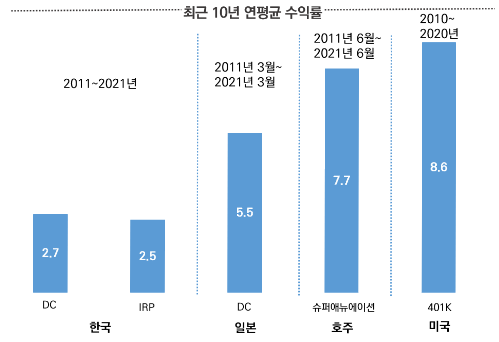 최근 10년 연평균 수익률
2010~
2020년
2011년 6월~
2021년 6월
2011년 3월~
2021년 3월
2011~2021년
2.7
2.5
5.5
7.7
8.6
DC
IRP
DC
슈퍼애뉴에이션
401K
한국
일본
호주
미국